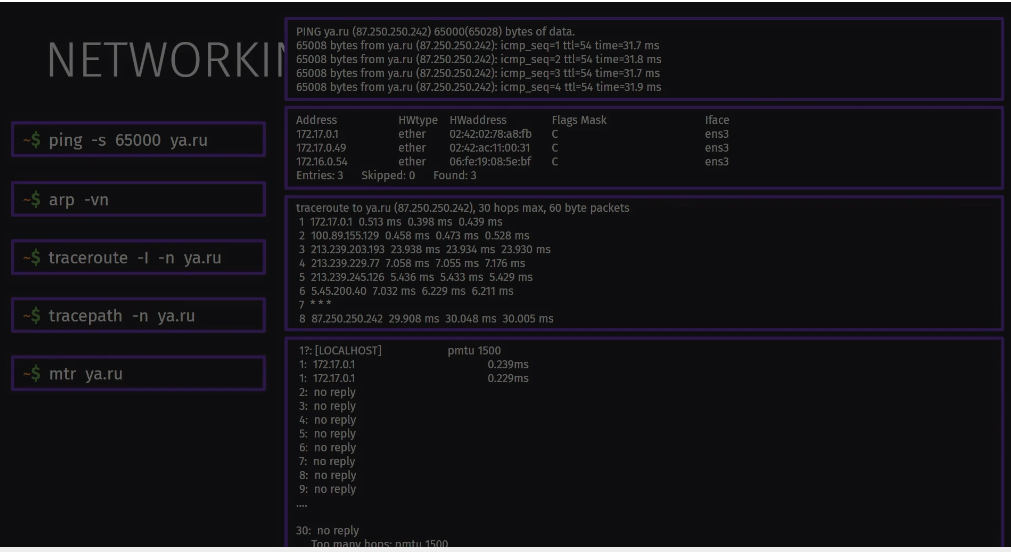 NETWORKIN
~$ ping -s 65000 ya.ru
~$ arp -vn
~$ traceroute -I -n ya.ru
~$ tracepath -n ya.ru
~$ mtr ya.ru
PING ya.ru (87.250.250.242) 65000(65028) bytes of data.
65008 bytes from ya.ru (87.250.250.242): icmp_seq=1 ttl=54 time=31.7 ms
65008 bytes from ya.ru (87.250.250.242): icmp_seq=2 ttl=54 time=31.8 ms
65008 bytes from ya.ru (87.250.250.242): icmp_seq=3 ttl=54 time=31.7 ms
65008 bytes from ya.ru (87.250.250.242): icmp_seq=4 ttl=54 time=31.9 ms
Address HWtype HWaddress Flags Mask Iface
172.17.0.1 ether 02:42:02:78:a8:fb C ens3
172.17.0.49 ether 02:42:ac:11:00:31 C ens3
172.16.0.54 ether 06:fe:19:08:5e:bf C ens3
Entries: 3 Skipped: 0 Found: 3
traceroute to ya.ru (87.250.250.242), 30 hops max, 60 byte packets
1 172.17.0.1 0.513 ms 0.398 ms 0.439 ms
2 100.89.155.129 0.458 ms 0.473 ms 0.528 ms
3 213.239.203.193 23.938 ms 23.934 ms 23.930 ms
4 213.239.229.77 7.058 ms 7.055 ms 7.176 ms
5 213.239.245.126 5.436 ms 5.433 ms 5.429 ms
6 5.45.200.40 7.032 ms 6.229 ms 6.211 ms
7 * * *
8 87.250.250.242 29.908 ms 30.048 ms 30.005 ms
1?: [LOCALHOST] pmtu 1500
1: 172.17.0.1 0.239ms
1: 172.17.0.1 0.229ms
2: no reply
3: no reply
4: no reply
5: no reply
6: no reply
7: no reply
8: no reply
9: no reply
....
30: no reply
Too many hops: pmtu 1500